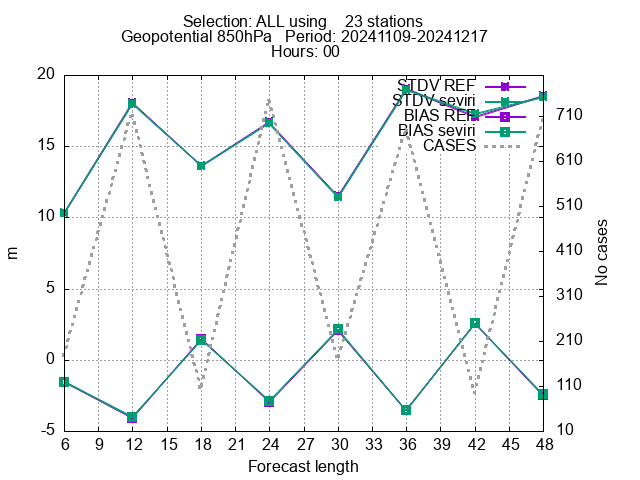 Selection: ALL using    23 stations
Geopotential 850hPa   Period: 20241109-20241217
Hours: 00
STDV REF
STDV seviri
BIAS REF
BIAS seviri
CASES
20
15
10
5
0
-5
m
710
610
510
410
310
210
110
10
No cases
6 9 12 15 18 21 24 27 30 33 36 39 42 45 48
Forecast length